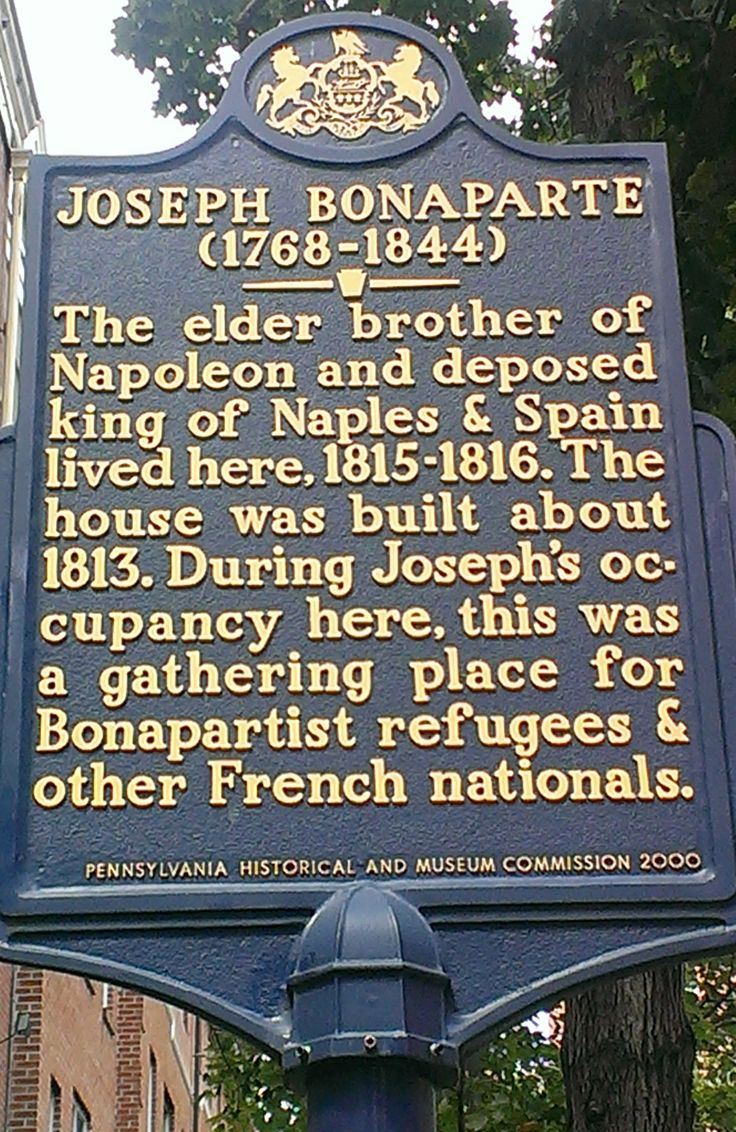 JOSEPH BONAPARTE
(1768-1844)
The elder brother of
Napoleon and deposed
king of Naples & Spain
lived here, 1815-1816. The
house was built about
1813. During Joseph's oc-
cupancy here, this was
a gathering place for
Bonapartist refugees &
other French nationals.
PENNSYLVANIA HISTORICAL AND MUSEUM COMMISSION 2000